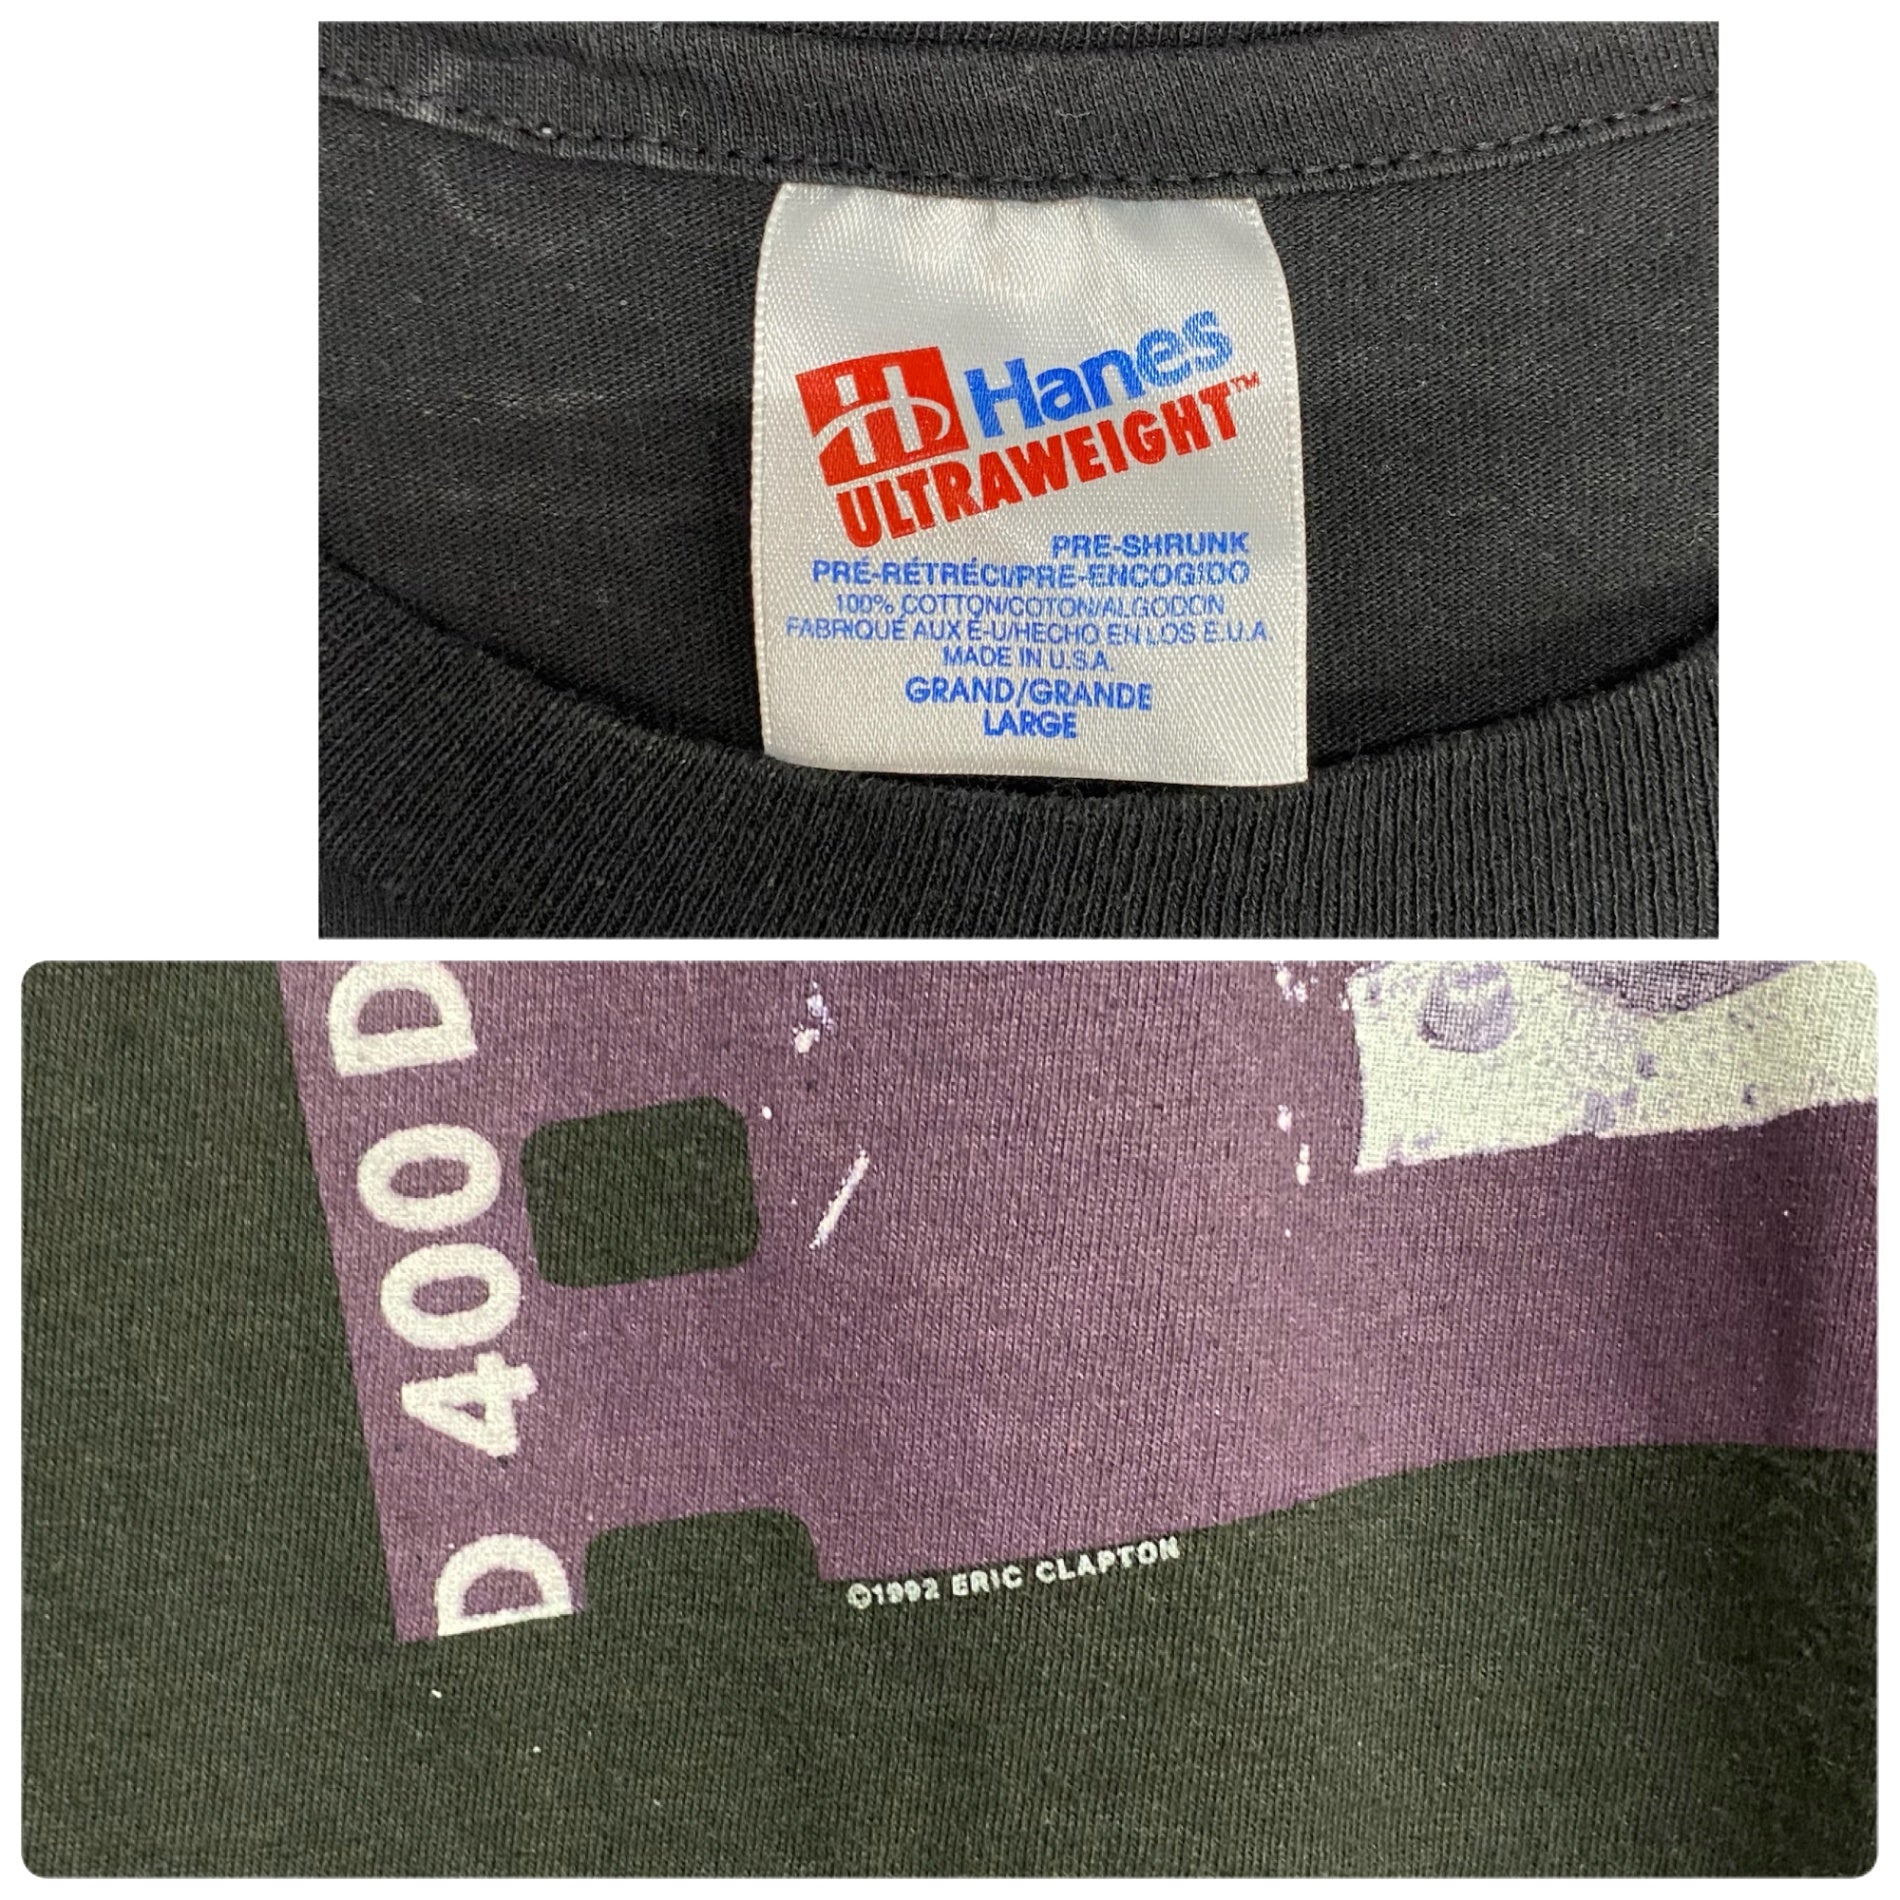 H Hanes
ULTRAWEIGHT™
PRE-SHRUNK
PRÉ-RÉTRÉCI/PRE-ENCOGIDO
100% COTTON/COTON/ALGODON
FABRIQUÉ AUX É-U/HECHO EN LOS E.U.A
MADE IN U.S.A.
GRAND/GRANDE
LARGE
D 400 D
©1992 ERIC CLAPTON